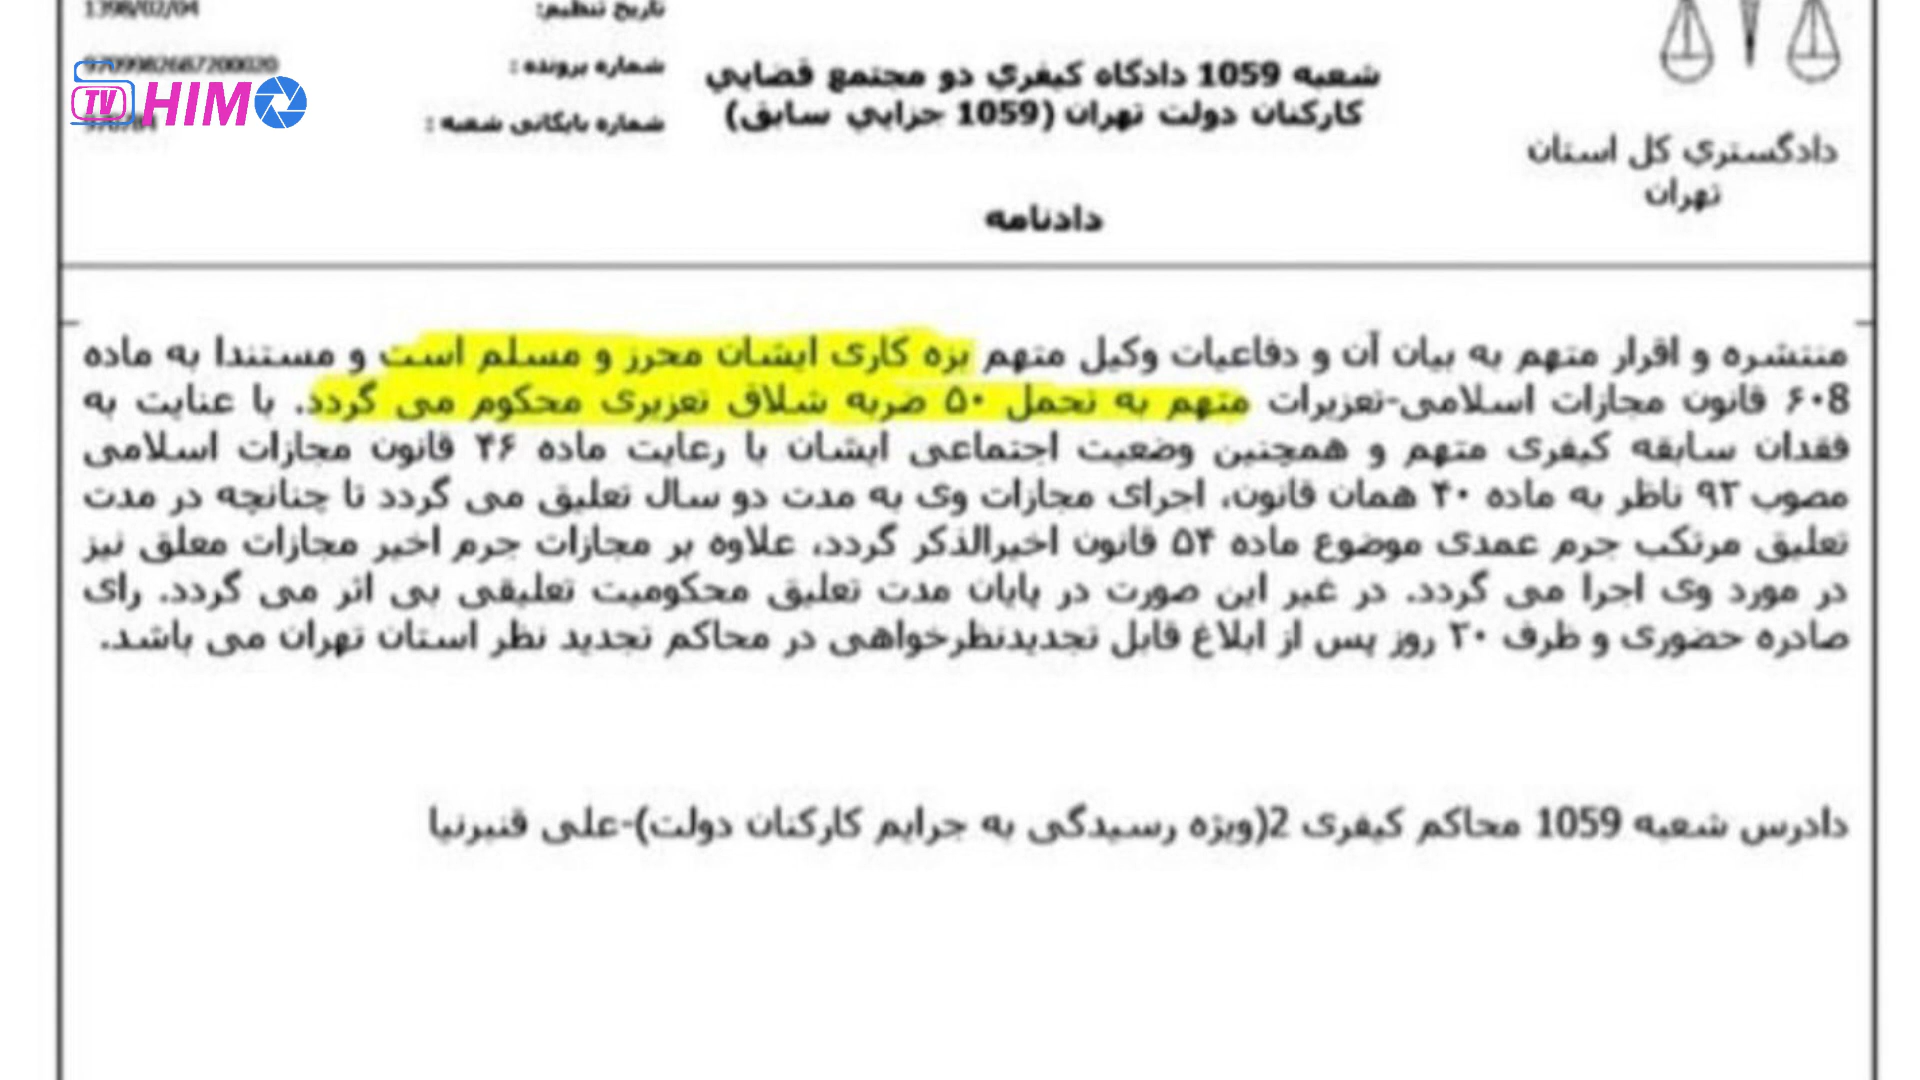 تاریخ تنظیم:
1398/02/04
شماره پرونده :
9709982687200020
شماره بایگانی شعبه :
TV HIMO
شعبه 1059 دادگاه کیفري دو مجتمع قضایي
کارکنان دولت تهران (1059 جزایي سابق)
دادگستري کل استان
تهران
دادنامه
منتشره و اقرار متهم به بیان آن و دفاعیات وکیل متهم بزه کاری ایشان محرز و مسلم است و مستندا به ماده
۶۰8 قانون مجازات اسلامی-تعزیرات متهم به تحمل ۵۰ ضربه شلاق تعزیری محکوم می گردد. با عنایت به
فقدان سابقه کیفری متهم و همچنین وضعیت اجتماعی ایشان با رعایت ماده ۴۶ قانون مجازات اسلامی
مصوب ۹۲ ناظر به ماده ۴۰ همان قانون، اجرای مجازات وی به مدت دو سال تعلیق می گردد تا چنانچه در مدت
تعلیق مرتکب جرم عمدی موضوع ماده ۵۴ قانون اخیرالذکر گردد، علاوه بر مجازات جرم اخیر مجازات معلق نیز
در مورد وی اجرا می گردد. در غیر این صورت در پایان مدت تعلیق محکومیت تعلیقی بی اثر می گردد. رای
صادره حضوری و ظرف ۲۰ روز پس از ابلاغ قابل تجدیدنظرخواهی در محاکم تجدید نظر استان تهران می باشد.
دادرس شعبه 1059 محاکم کیفری 2(ویژه رسیدگی به جرایم کارکنان دولت)-علی قنبرنیا